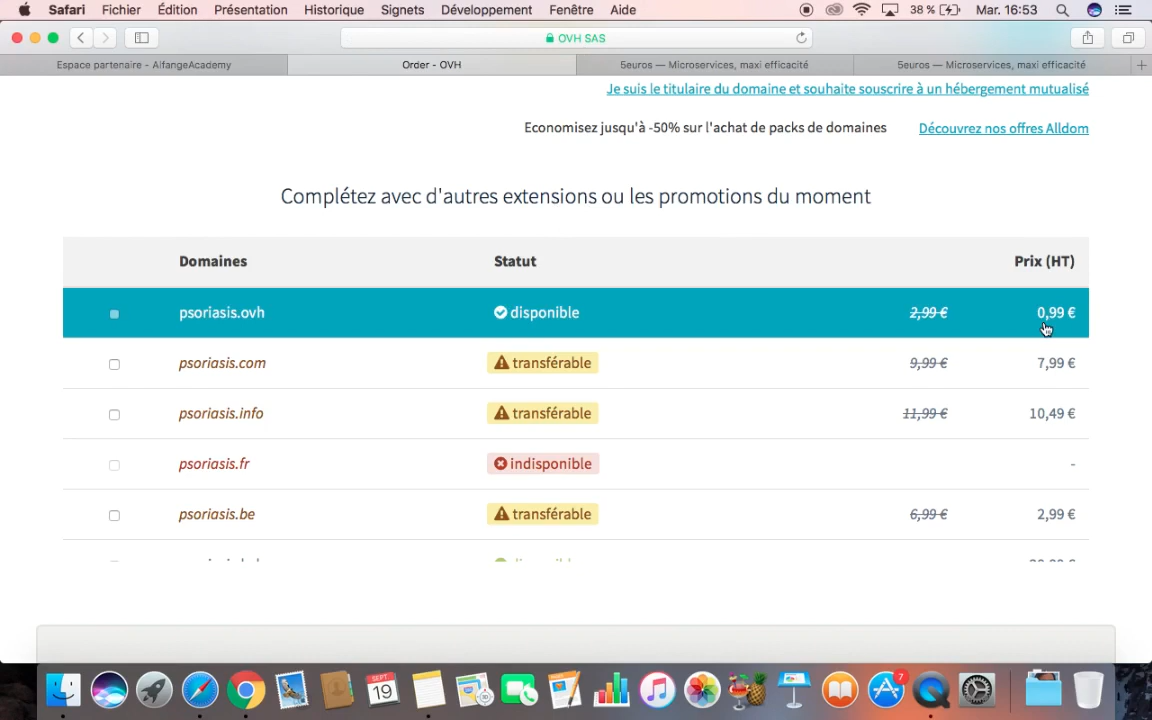 Safari Fichier Édition Présentation Historique Signets Développement Fenêtre Aide 38 % Mar. 16:53
OVH SAS
Espace partenaire - AlfangeAcademy Order - OVH 5euros — Microservices, maxi efficacité 5euros — Microservices, maxi efficacité
Je suis le titulaire du domaine et souhaite souscrire à un hébergement mutualisé
Economisez jusqu'à -50% sur l'achat de packs de domaines Découvrez nos offres Alldom
Complétez avec d'autres extensions ou les promotions du moment
Domaines Statut Prix (HT)
psoriasis.ovh disponible 2,99 € 0,99 €
psoriasis.com transférable 9,99 € 7,99 €
psoriasis.info transférable 11,99 € 10,49 €
psoriasis.fr indisponible -
psoriasis.be transférable 6,99 € 2,99 €
SEPT
19
7